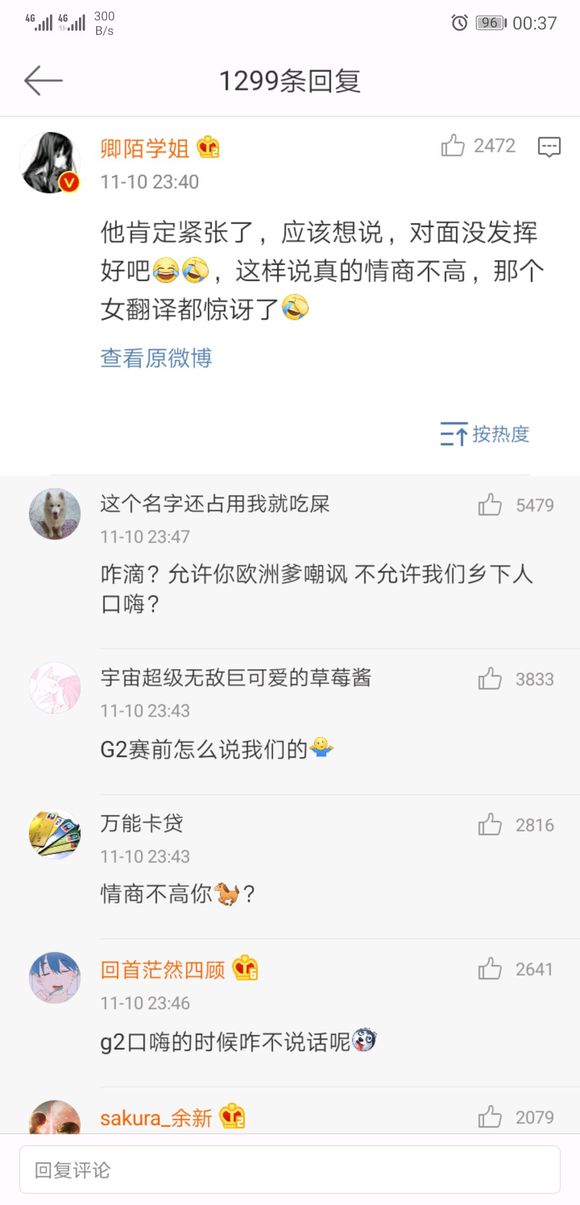 4G 4G 300 B/s 96 00:37
1299条回复
卿陌学姐 2472
11-10 23:40
他肯定紧张了，应该想说，对面没发挥
好吧😂🤣，这样说真的情商不高，那个
女翻译都惊讶了🤣
查看原微博
按热度
这个名字还占用我就吃屎 5479
11-10 23:47
咋滴？允许你欧洲爹嘲讽 不允许我们乡下人
口嗨？
宇宙超级无敌巨可爱的草莓酱 3833
11-10 23:43
G2赛前怎么说我们的🤷
万能卡贷 2816
11-10 23:43
情商不高你🐎？
回首茫然四顾 2641
11-10 23:46
g2口嗨的时候咋不说话呢
sakura_余新 2079
回复评论